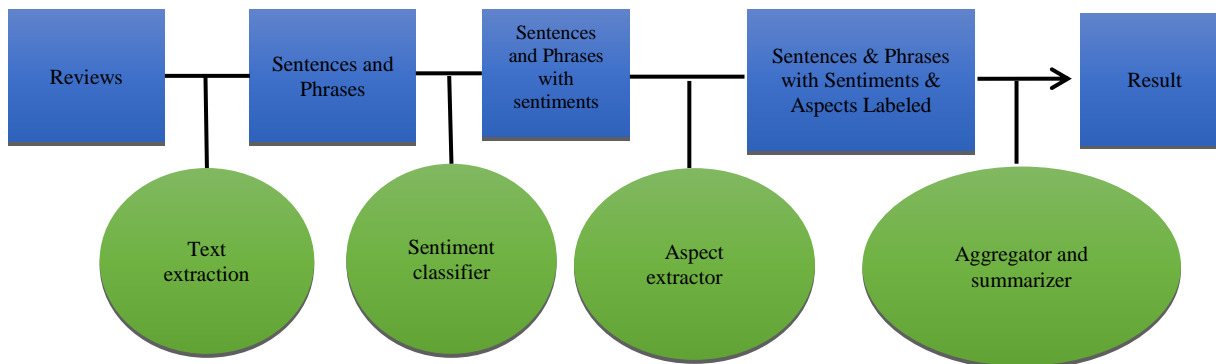 Reviews
Sentences and
Phrases
Sentences
and Phrases
with
sentiments
Sentences & Phrases
with Sentiments &
Aspects Labeled
Result
Text
extraction
Sentiment
classifier
Aspect
extractor
Aggregator and
summarizer